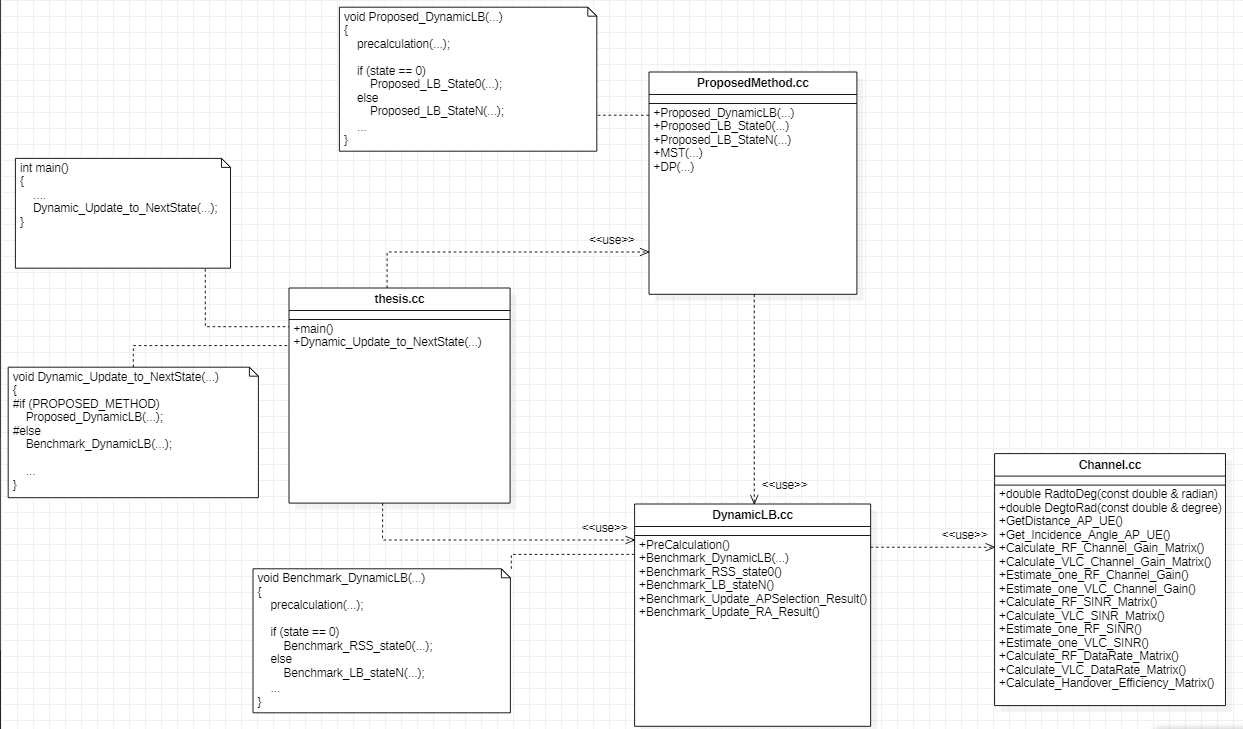 void Proposed_DynamicLB(...)
{
precalculation(...);
if (state == 0)
Proposed_LB_State0(...);
else
Proposed_LB_StateN(...);
...
}
ProposedMethod.cc
+Proposed_DynamicLB(...)
+Proposed_LB_State0(...)
+Proposed_LB_StateN(...)
+MST(...)
+DP(...)
int main()
{
....
Dynamic_Update_to_NextState(...);
}
<<use>>
thesis.cc
+main()
+Dynamic_Update_to_NextState(...)
void Dynamic_Update_to_NextState(...)
{
#if (PROPOSED_METHOD)
Proposed_DynamicLB(...);
#else
Benchmark_DynamicLB(...);
...
}
<<use>>
<<use>>
DynamicLB.cc
+PreCalculation()
+Benchmark_DynamicLB(...)
+Benchmark_RSS_state0()
+Benchmark_LB_stateN()
+Benchmark_Update_APSelection_Result()
+Benchmark_Update_RA_Result()
void Benchmark_DynamicLB(...)
{
precalculation(...);
if (state == 0)
Benchmark_RSS_state0(...);
else
Benchmark_LB_stateN(...);
...
}
<<use>>
Channel.cc
+double RadtoDeg(const double & radian)
+double DegtoRad(const double & degree)
+GetDistance_AP_UE()
+Get_Incidence_Angle_AP_UE()
+Calculate_RF_Channel_Gain_Matrix()
+Calculate_VLC_Channel_Gain_Matrix()
+Estimate_one_RF_Channel_Gain()
+Estimate_one_VLC_Channel_Gain()
+Calculate_RF_SINR_Matrix()
+Calculate_VLC_SINR_Matrix()
+Estimate_one_RF_SINR()
+Estimate_one_VLC_SINR()
+Calculate_RF_DataRate_Matrix()
+Calculate_VLC_DataRate_Matrix()
+Calculate_Handover_Efficiency_Matrix()